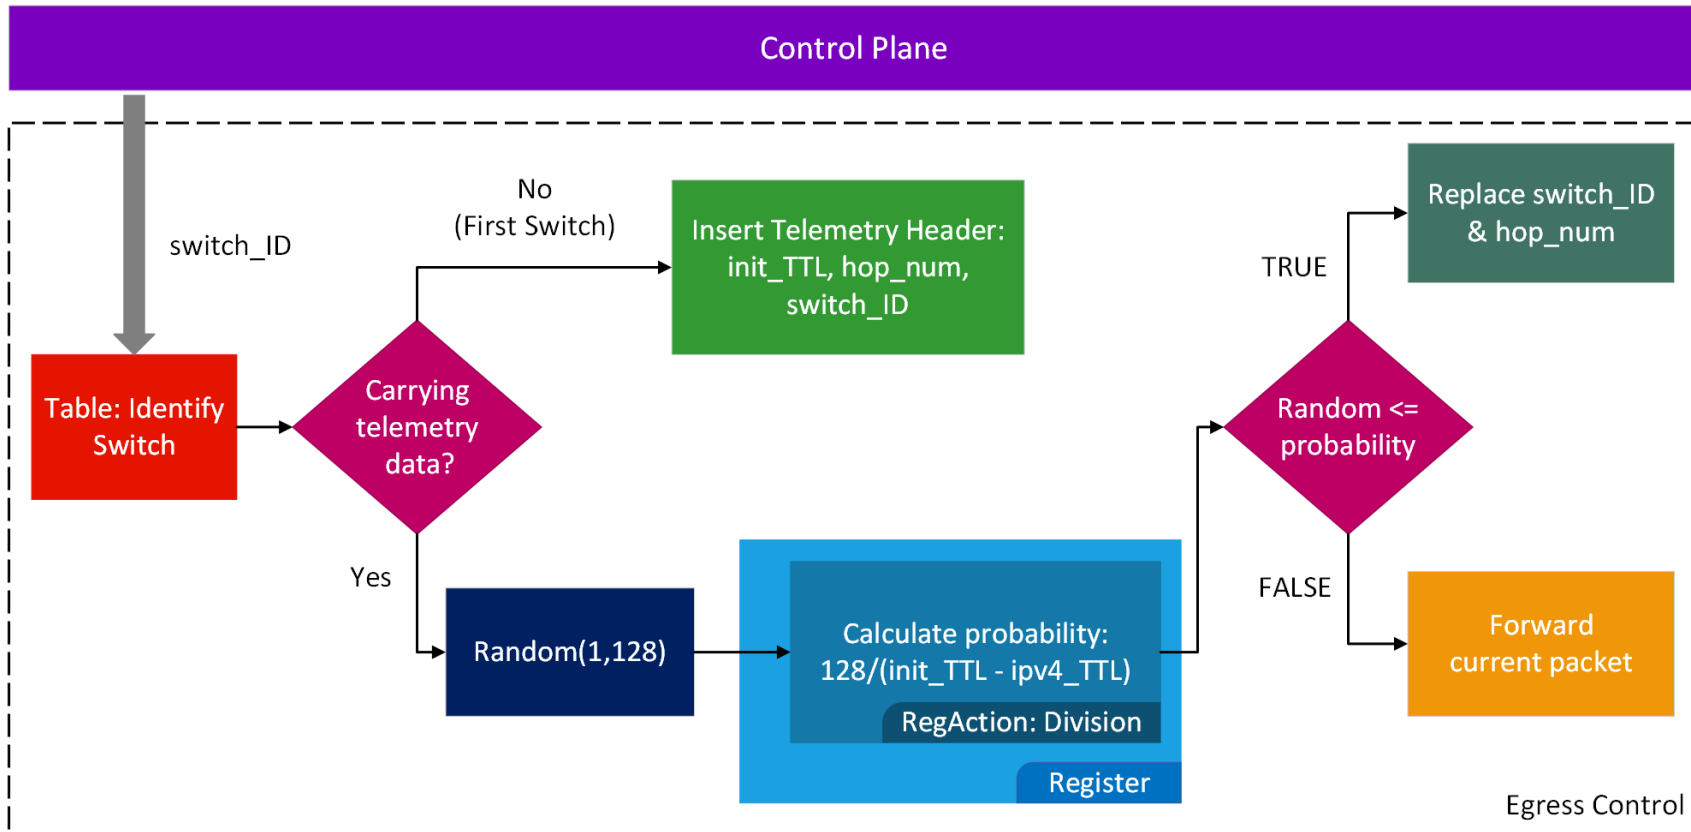 Control Plane
switch_ID
Table: Identify
Switch
Carrying
telemetry
data?
No
(First Switch)
Insert Telemetry Header:
init_TTL, hop_num,
switch_ID
Yes
Random(1,128)
Calculate probability:
128/(init_TTL - ipv4_TTL)
RegAction: Division
Register
Random <=
probability
TRUE
Replace switch_ID
& hop_num
FALSE
Forward
current packet
Egress Control